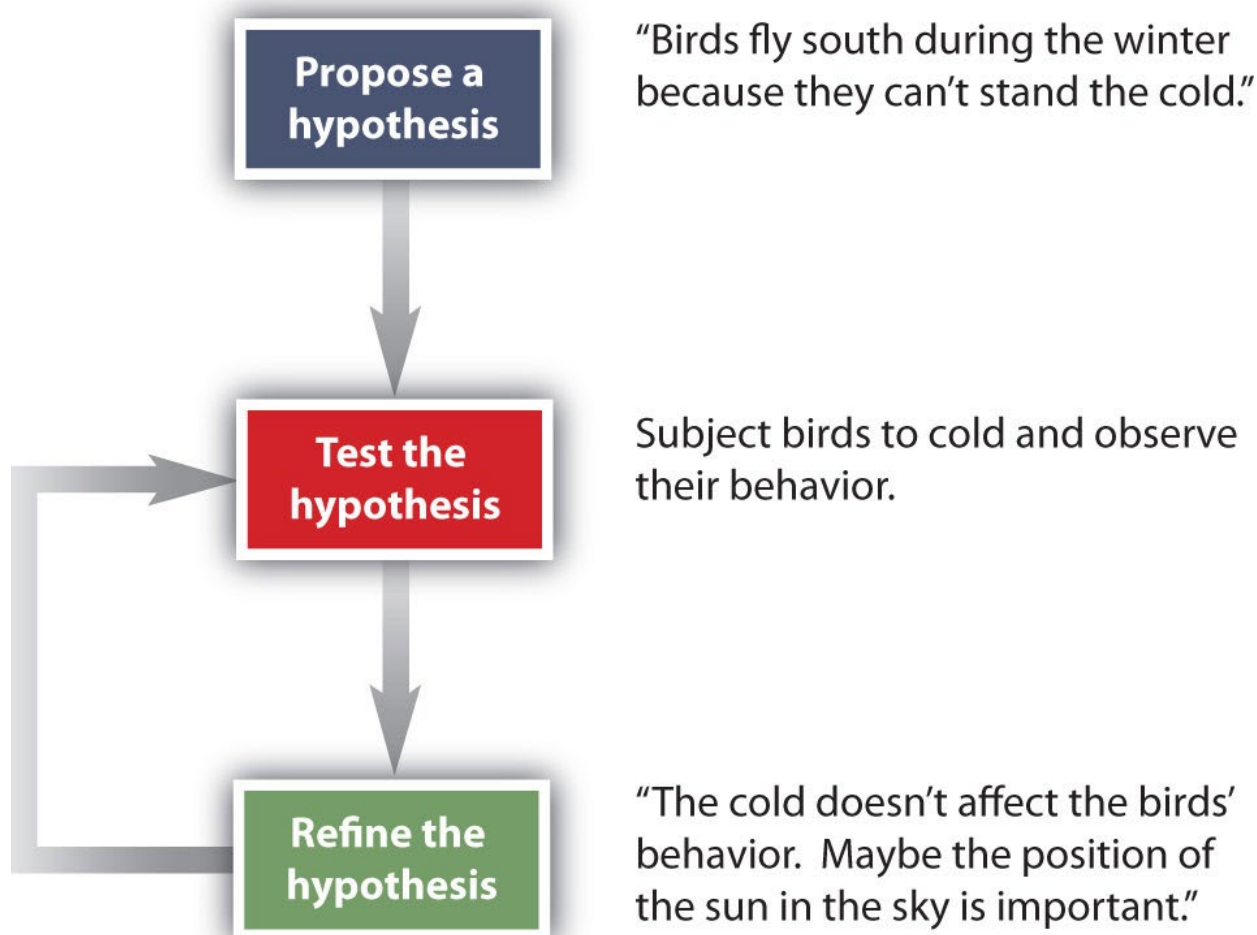 Propose a
hypothesis
“Birds fly south during the winter
because they can’t stand the cold.”
Test the
hypothesis
Subject birds to cold and observe
their behavior.
Refine the
hypothesis
“The cold doesn’t affect the birds’
behavior.  Maybe the position of
the sun in the sky is important.”